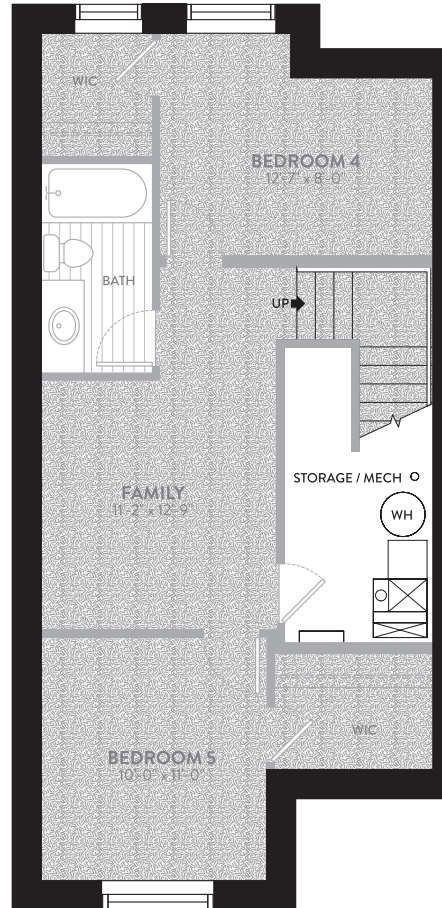 WIC
BEDROOM 4
12'-7" x 8'-0"
BATH
UP
STORAGE / MECH
FAMILY
11'-2" x 12'-9"
WH
WIC
BEDROOM 5
10'-0" x 11'-0"